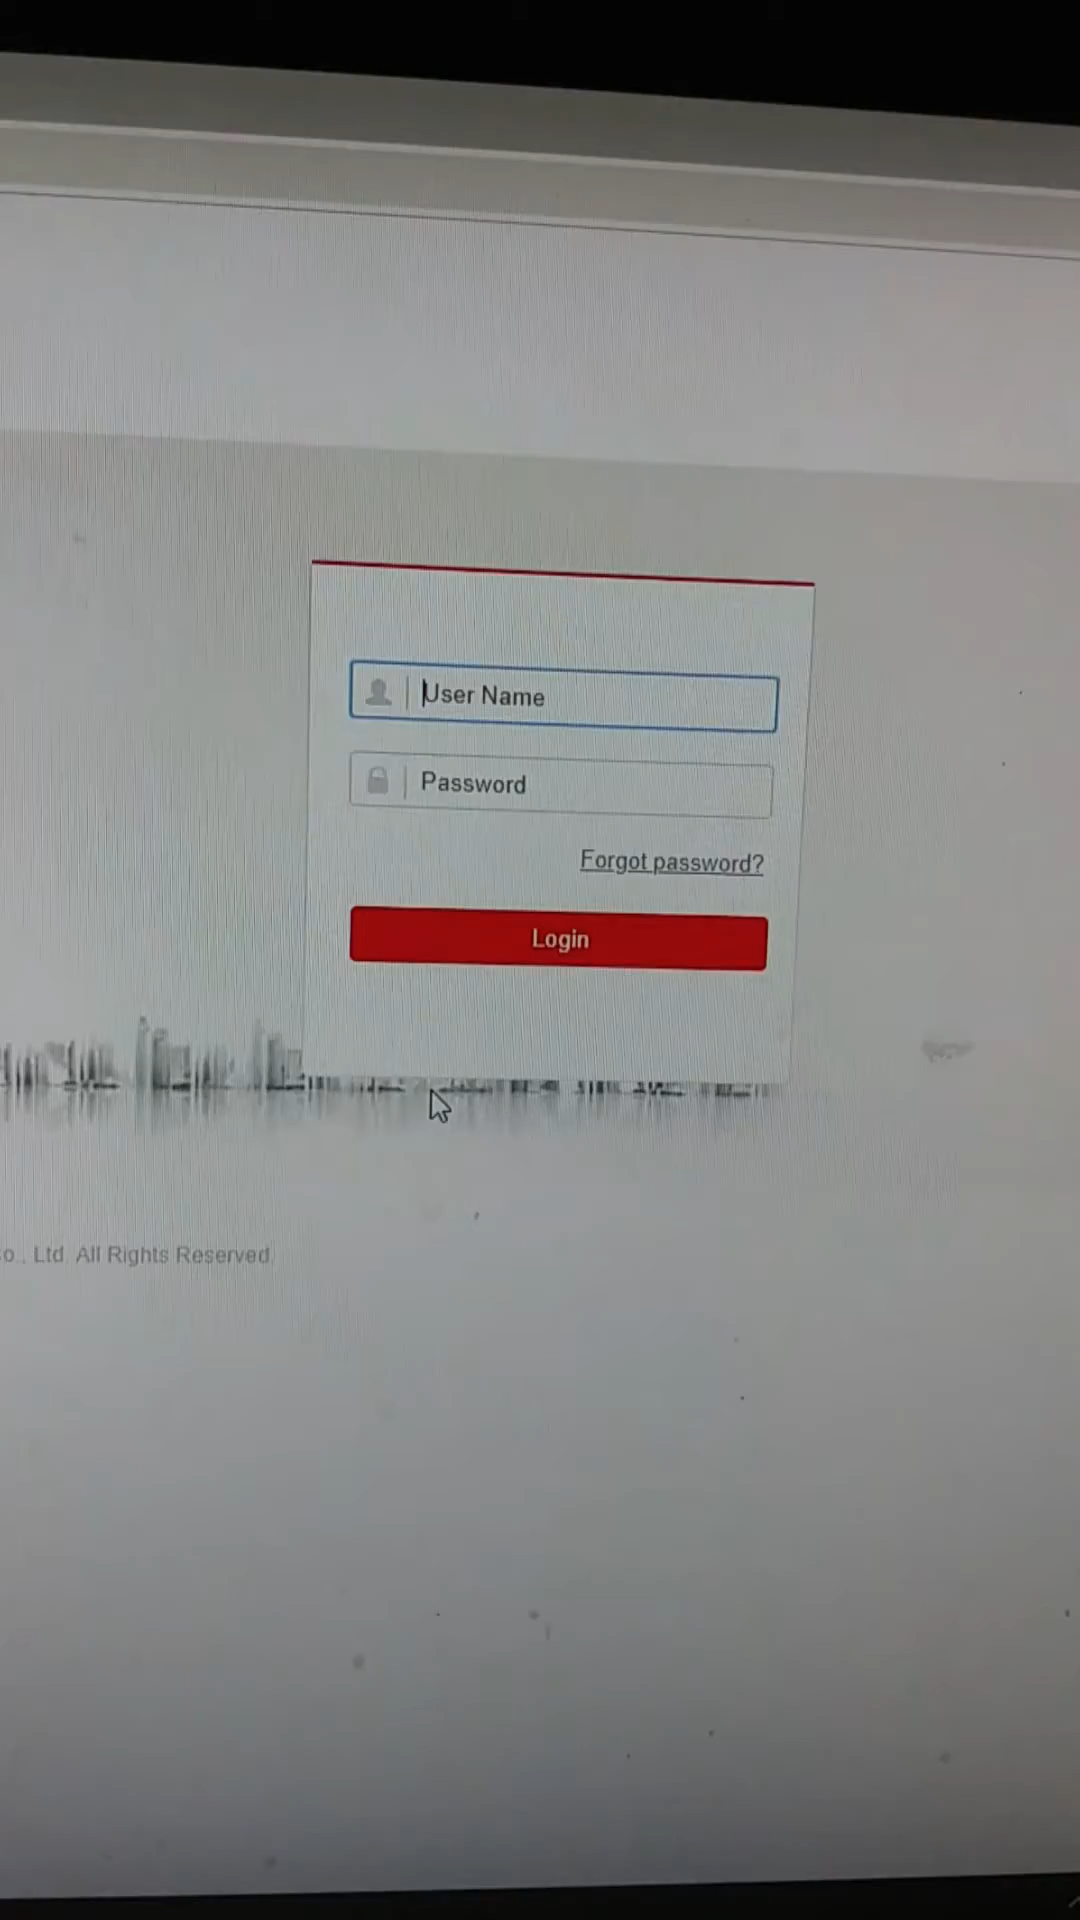 User Name
Password
Forgot password?
Login
Ltd. All Rights Reserved.